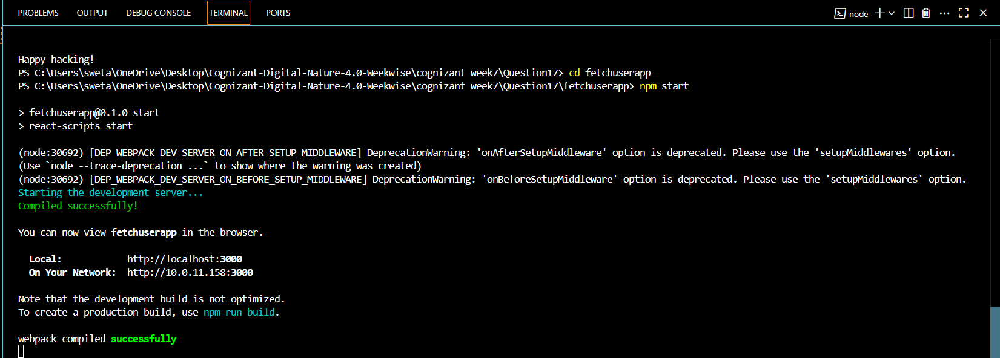 PROBLEMS OUTPUT DEBUG CONSOLE TERMINAL PORTS node
Happy hacking!
PS C:\Users\sweta\OneDrive\Desktop\Cognizant-Digital-Nature-4.0-Weekwise\cognizant week7\Question17> cd fetchuserapp
PS C:\Users\sweta\OneDrive\Desktop\Cognizant-Digital-Nature-4.0-Weekwise\cognizant week7\Question17\fetchuserapp> npm start
> fetchuserapp@0.1.0 start
> react-scripts start
(node:30692) [DEP_WEBPACK_DEV_SERVER_ON_AFTER_SETUP_MIDDLEWARE] DeprecationWarning: 'onAfterSetupMiddleware' option is deprecated. Please use the 'setupMiddlewares' option.
(Use `node --trace-deprecation ...` to show where the warning was created)
(node:30692) [DEP_WEBPACK_DEV_SERVER_ON_BEFORE_SETUP_MIDDLEWARE] DeprecationWarning: 'onBeforeSetupMiddleware' option is deprecated. Please use the 'setupMiddlewares' option.
Starting the development server...
Compiled successfully!
You can now view fetchuserapp in the browser.
Local: http://localhost:3000
On Your Network: http://10.0.11.158:3000
Note that the development build is not optimized.
To create a production build, use npm run build.
webpack compiled successfully